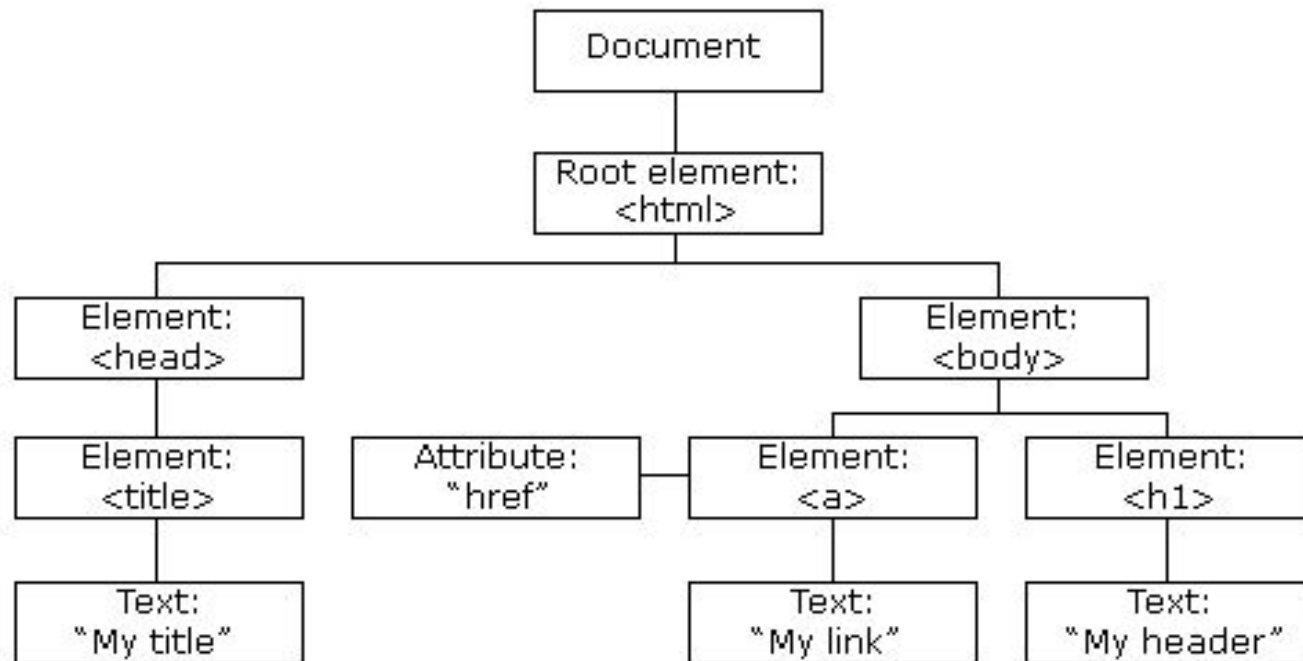 Document
Root element:
<html>
Element:
<head>
Element:
<body>
Element:
<title>
Attribute:
“href”
Element:
<a>
Element:
<h1>
Text:
“My title”
Text:
“My link”
Text:
“My header”